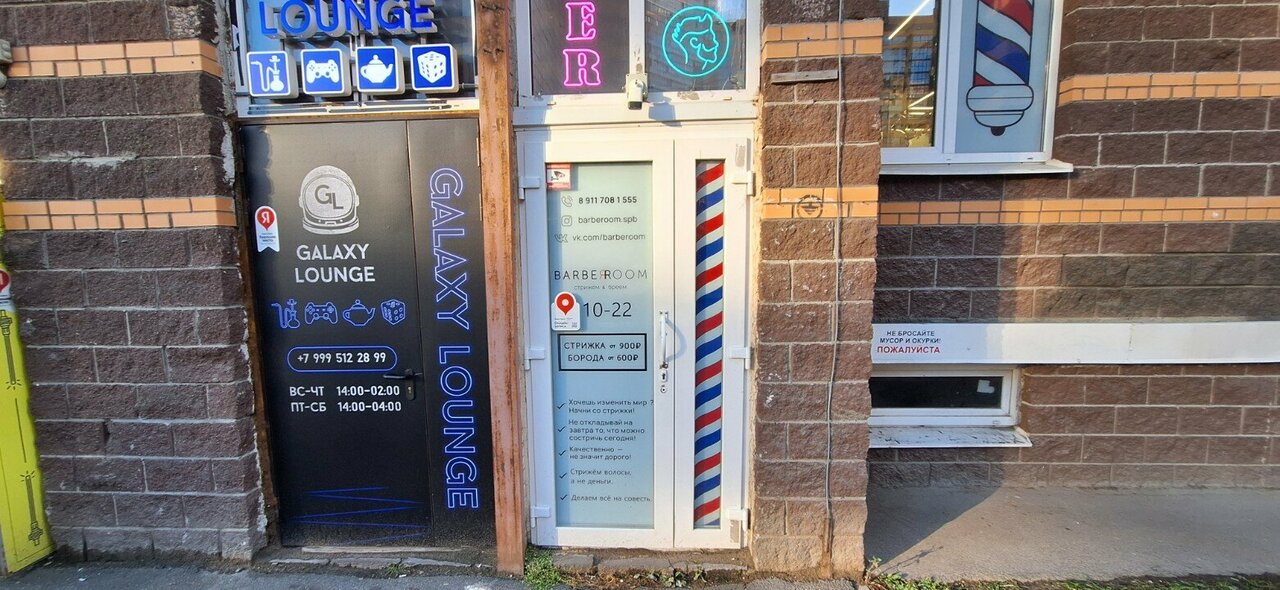 LOUNGE
GL
GALAXY
LOUNGE
+7 999 512 28 99
ВС-ЧТ 14:00-02:00
ПТ-СБ 14:00-04:00
GALAXY LOUNGE
Я
ER
8 911 708 1 555
barberoom.spb
vk.com/barberoom
BARBERROOM
стрижём & бреем
10-22
СТРИЖКА от 900₽
БОРОДА от 600₽
Хочешь изменить мир?
Начни со стрижки!
Не откладывай на
завтра то, что можно
состричь сегодня!
Качественно —
не значит дорого!
Стрижём волосы,
а не деньги.
Делаем всё на совесть.
НЕ БРОСАЙТЕ
МУСОР И ОКУРКИ!
ПОЖАЛУЙСТА